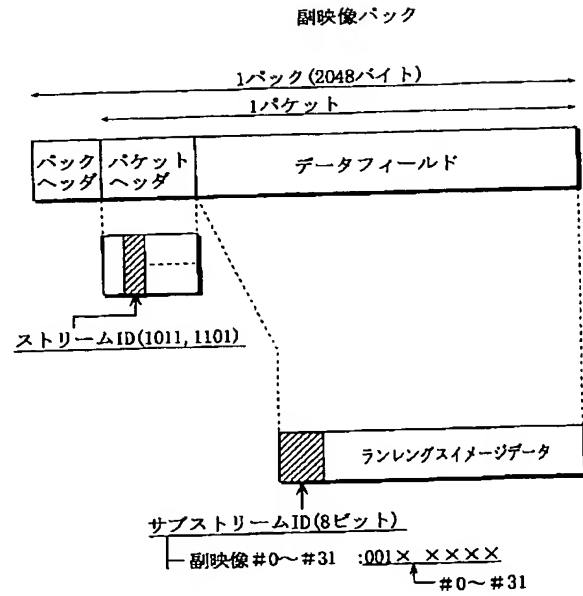 副映像パック
1パック(2048バイト)
1パケット
パック
ヘッダ
パケット
ヘッダ
データフィールド
ストリームID(1011,1101)
ランレングスイメージデータ
サブストリームID(8ビット)
副映像#0～#31 :001× ××××
#0～#31